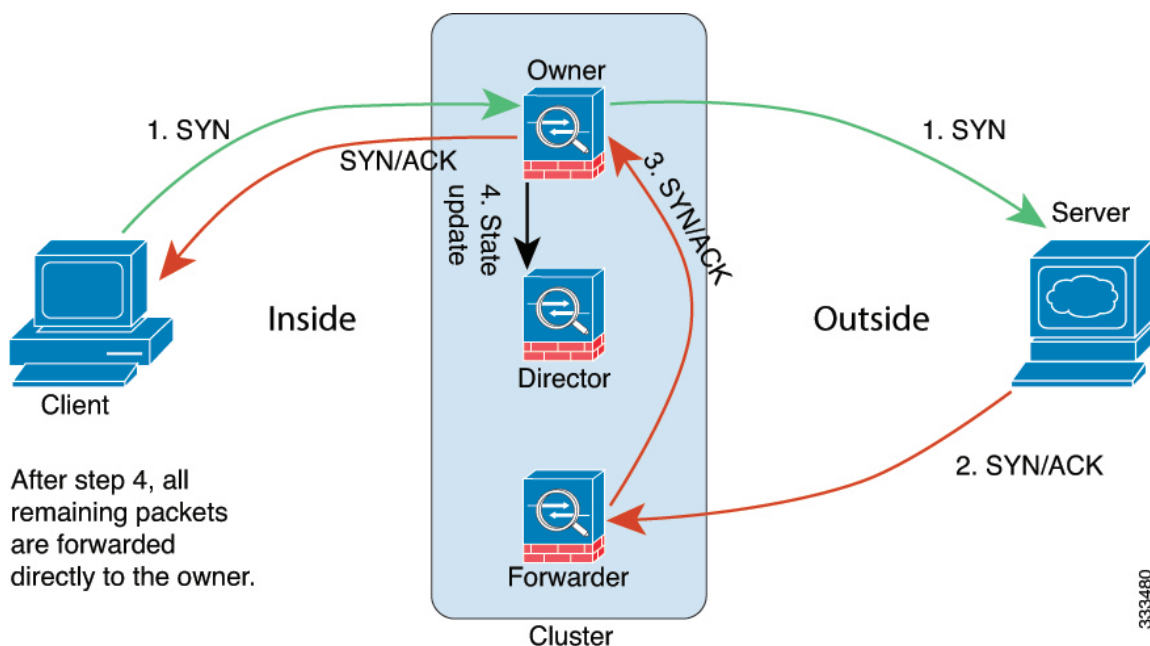 Owner
1. SYN
1. SYN
SYN/ACK
3. SYN/ACK
4. State
update
Server
Inside
Outside
Director
Client
2. SYN/ACK
After step 4, all
remaining packets
are forwarded
directly to the owner.
Forwarder
Cluster
333480